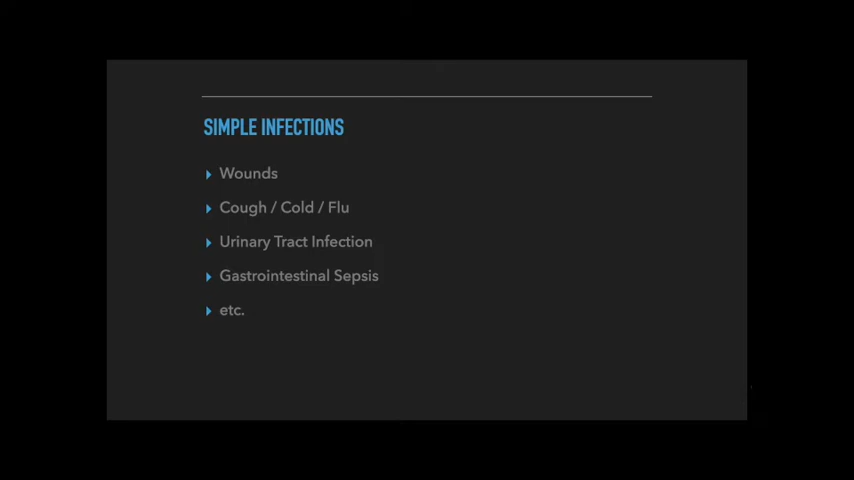 SIMPLE INFECTIONS
Wounds
Cough / Cold / Flu
Urinary Tract Infection
Gastrointestinal Sepsis
etc.